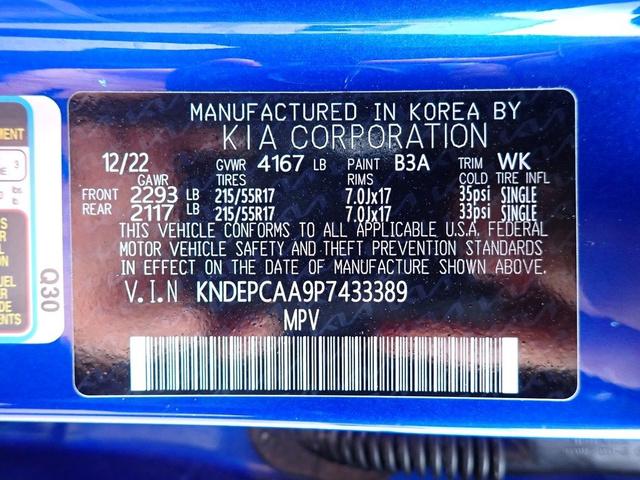 MANUFACTURED IN KOREA BY
KIA CORPORATION
12/22 GVWR 4167 LB PAINT B3A TRIM WK
GAWR TIRES RIMS COLD TIRE INFL
FRONT 2293 LB 215/55R17 7.0Jx17 35psi SINGLE
REAR 2117 LB 215/55R17 7.0Jx17 33psi SINGLE
THIS VEHICLE CONFORMS TO ALL APPLICABLE U.S.A. FEDERAL
MOTOR VEHICLE SAFETY AND THEFT PREVENTION STANDARDS
IN EFFECT ON THE DATE OF MANUFACTURE SHOWN ABOVE.
V.I.N KNDEPCAA9P7433389
MPV
Q30